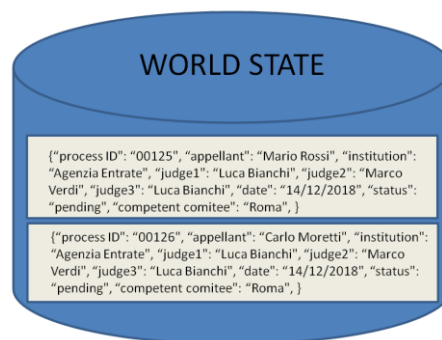 WORLD STATE
{“process ID”: “00125”, “appellant”: “Mario Rossi”, “institution”:
“Agenzia Entrate”, “judge1”: “Luca Bianchi”, “judge2”: “Marco
Verdi”, “judge3”: “Luca Bianchi”, “date”: “14/12/2018”, “status”:
“pending”, “competent comitee”: “Roma”, }
{“process ID”: “00126”, “appellant”: “Carlo Moretti”, “institution”:
“Agenzia Entrate”, “judge1”: “Luca Bianchi”, “judge2”: “Marco
Verdi”, “judge3”: “Luca Bianchi”, “date”: “14/12/2018”, “status”:
“pending”, “competent comitee”: “Roma”, }